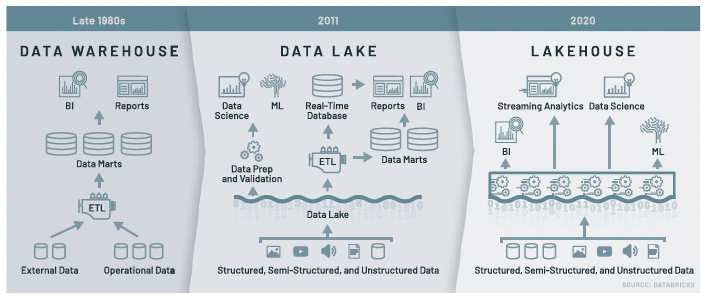 Late 1980s
DATA WAREHOUSE
BI
Reports
Data Marts
ETL
External Data
Operational Data
2011
DATA LAKE
Data
Science
ML
Real-Time
Database
Reports
BI
Data Prep
and Validation
ETL
Data Marts
Data Lake
Structured, Semi-Structured, and Unstructured Data
2020
LAKEHOUSE
Streaming Analytics
Data Science
BI
ML
Structured, Semi-Structured, and Unstructured Data
SOURCE: DATABRICKS